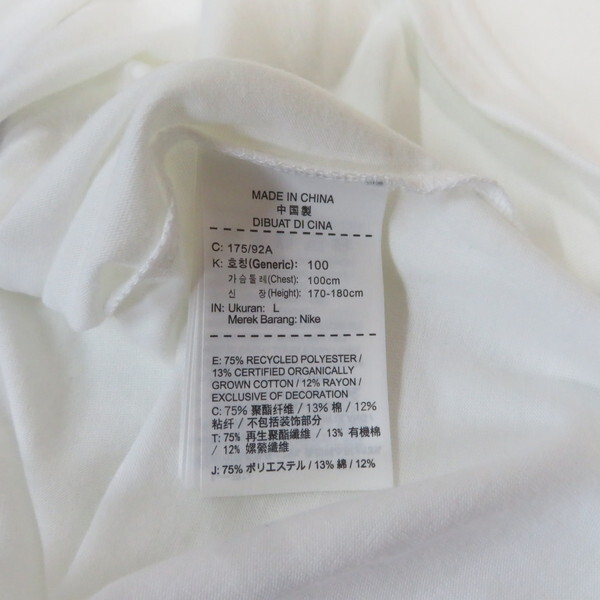 MADE IN CHINA
中国製
DIBUAT DI CINA
C: 175/92A
K: 호칭(Generic): 100
가슴둘레(Chest): 100cm
신 장(Height): 170-180cm
IN: Ukuran: L
Merek Barang: Nike
E: 75% RECYCLED POLYESTER /
13% CERTIFIED ORGANICALLY
GROWN COTTON / 12% RAYON /
EXCLUSIVE OF DECORATION
C: 75% 聚酯纤维 / 13% 棉 / 12%
粘纤 / 不包括装饰部分
T: 75% 再生聚酯纖維 / 13% 有機棉
/ 12% 嫘縈纖維
J: 75% ポリエステル / 13% 綿 / 12%